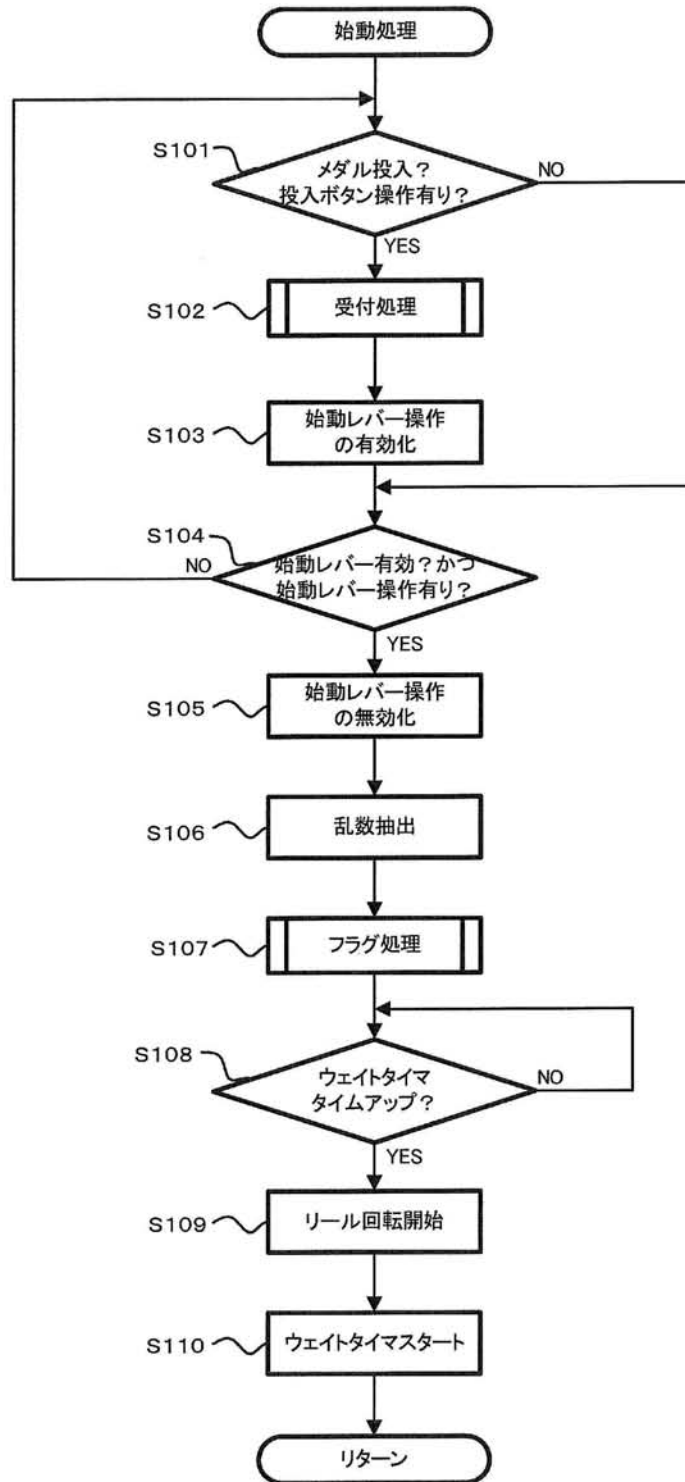 始動処理
S101
メダル投入?
投入ボタン操作有り?
NO
YES
S102
受付処理
S103
始動レバー操作
の有効化
S104
始動レバー有効?かつ
始動レバー操作有り?
NO
YES
S105
始動レバー操作
の無効化
S106
乱数抽出
S107
フラグ処理
S108
ウェイトタイマ
タイムアップ?
NO
YES
S109
リール回転開始
S110
ウェイトタイマスタート
リターン